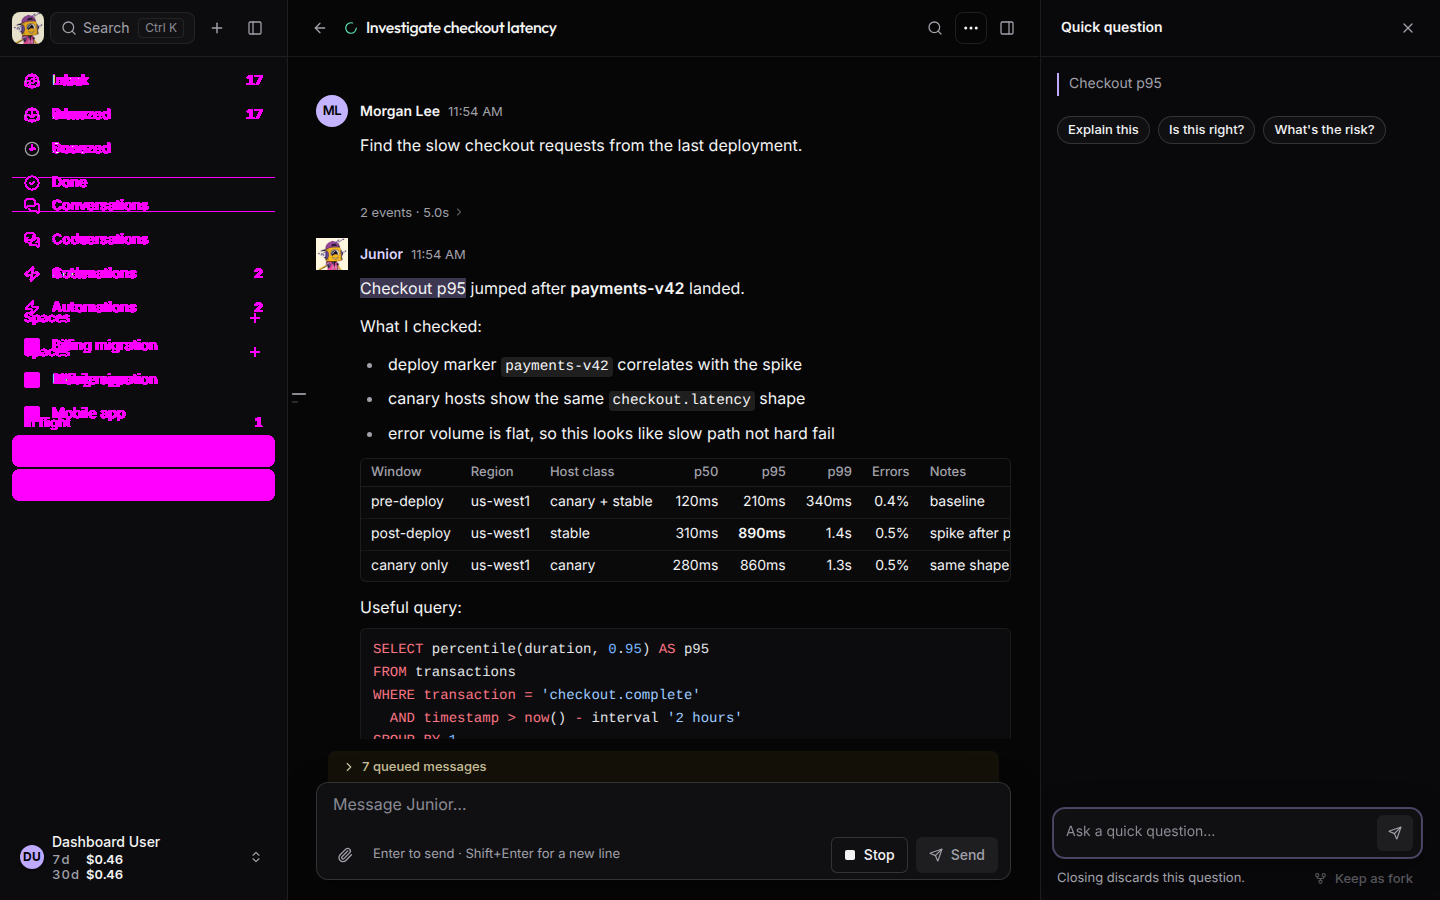 Search Ctrl K
17
17
Done
Conversations
2
Automations
2
Spaces
Billing migration
Mobile app
In flight 1
DU
Dashboard User
7d $0.46
30d $0.46
Investigate checkout latency
ML
Morgan Lee 11:54 AM
Find the slow checkout requests from the last deployment.
2 events · 5.0s
Junior 11:54 AM
Checkout p95 jumped after payments-v42 landed.
What I checked:
• deploy marker payments-v42 correlates with the spike
• canary hosts show the same checkout.latency shape
• error volume is flat, so this looks like slow path not hard fail
Window Region Host class p50 p95 p99 Errors Notes
pre-deploy us-west1 canary + stable 120ms 210ms 340ms 0.4% baseline
post-deploy us-west1 stable 310ms 890ms 1.4s 0.5% spike after p
canary only us-west1 canary 280ms 860ms 1.3s 0.5% same shape
Useful query:
SELECT percentile(duration, 0.95) AS p95
FROM transactions
WHERE transaction = 'checkout.complete'
AND timestamp > now() - interval '2 hours'
GROUP BY 1
7 queued messages
Message Junior...
Enter to send · Shift+Enter for a new line
Stop
Send
Quick question
Checkout p95
Explain this
Is this right?
What's the risk?
Ask a quick question...
Closing discards this question.
Keep as fork